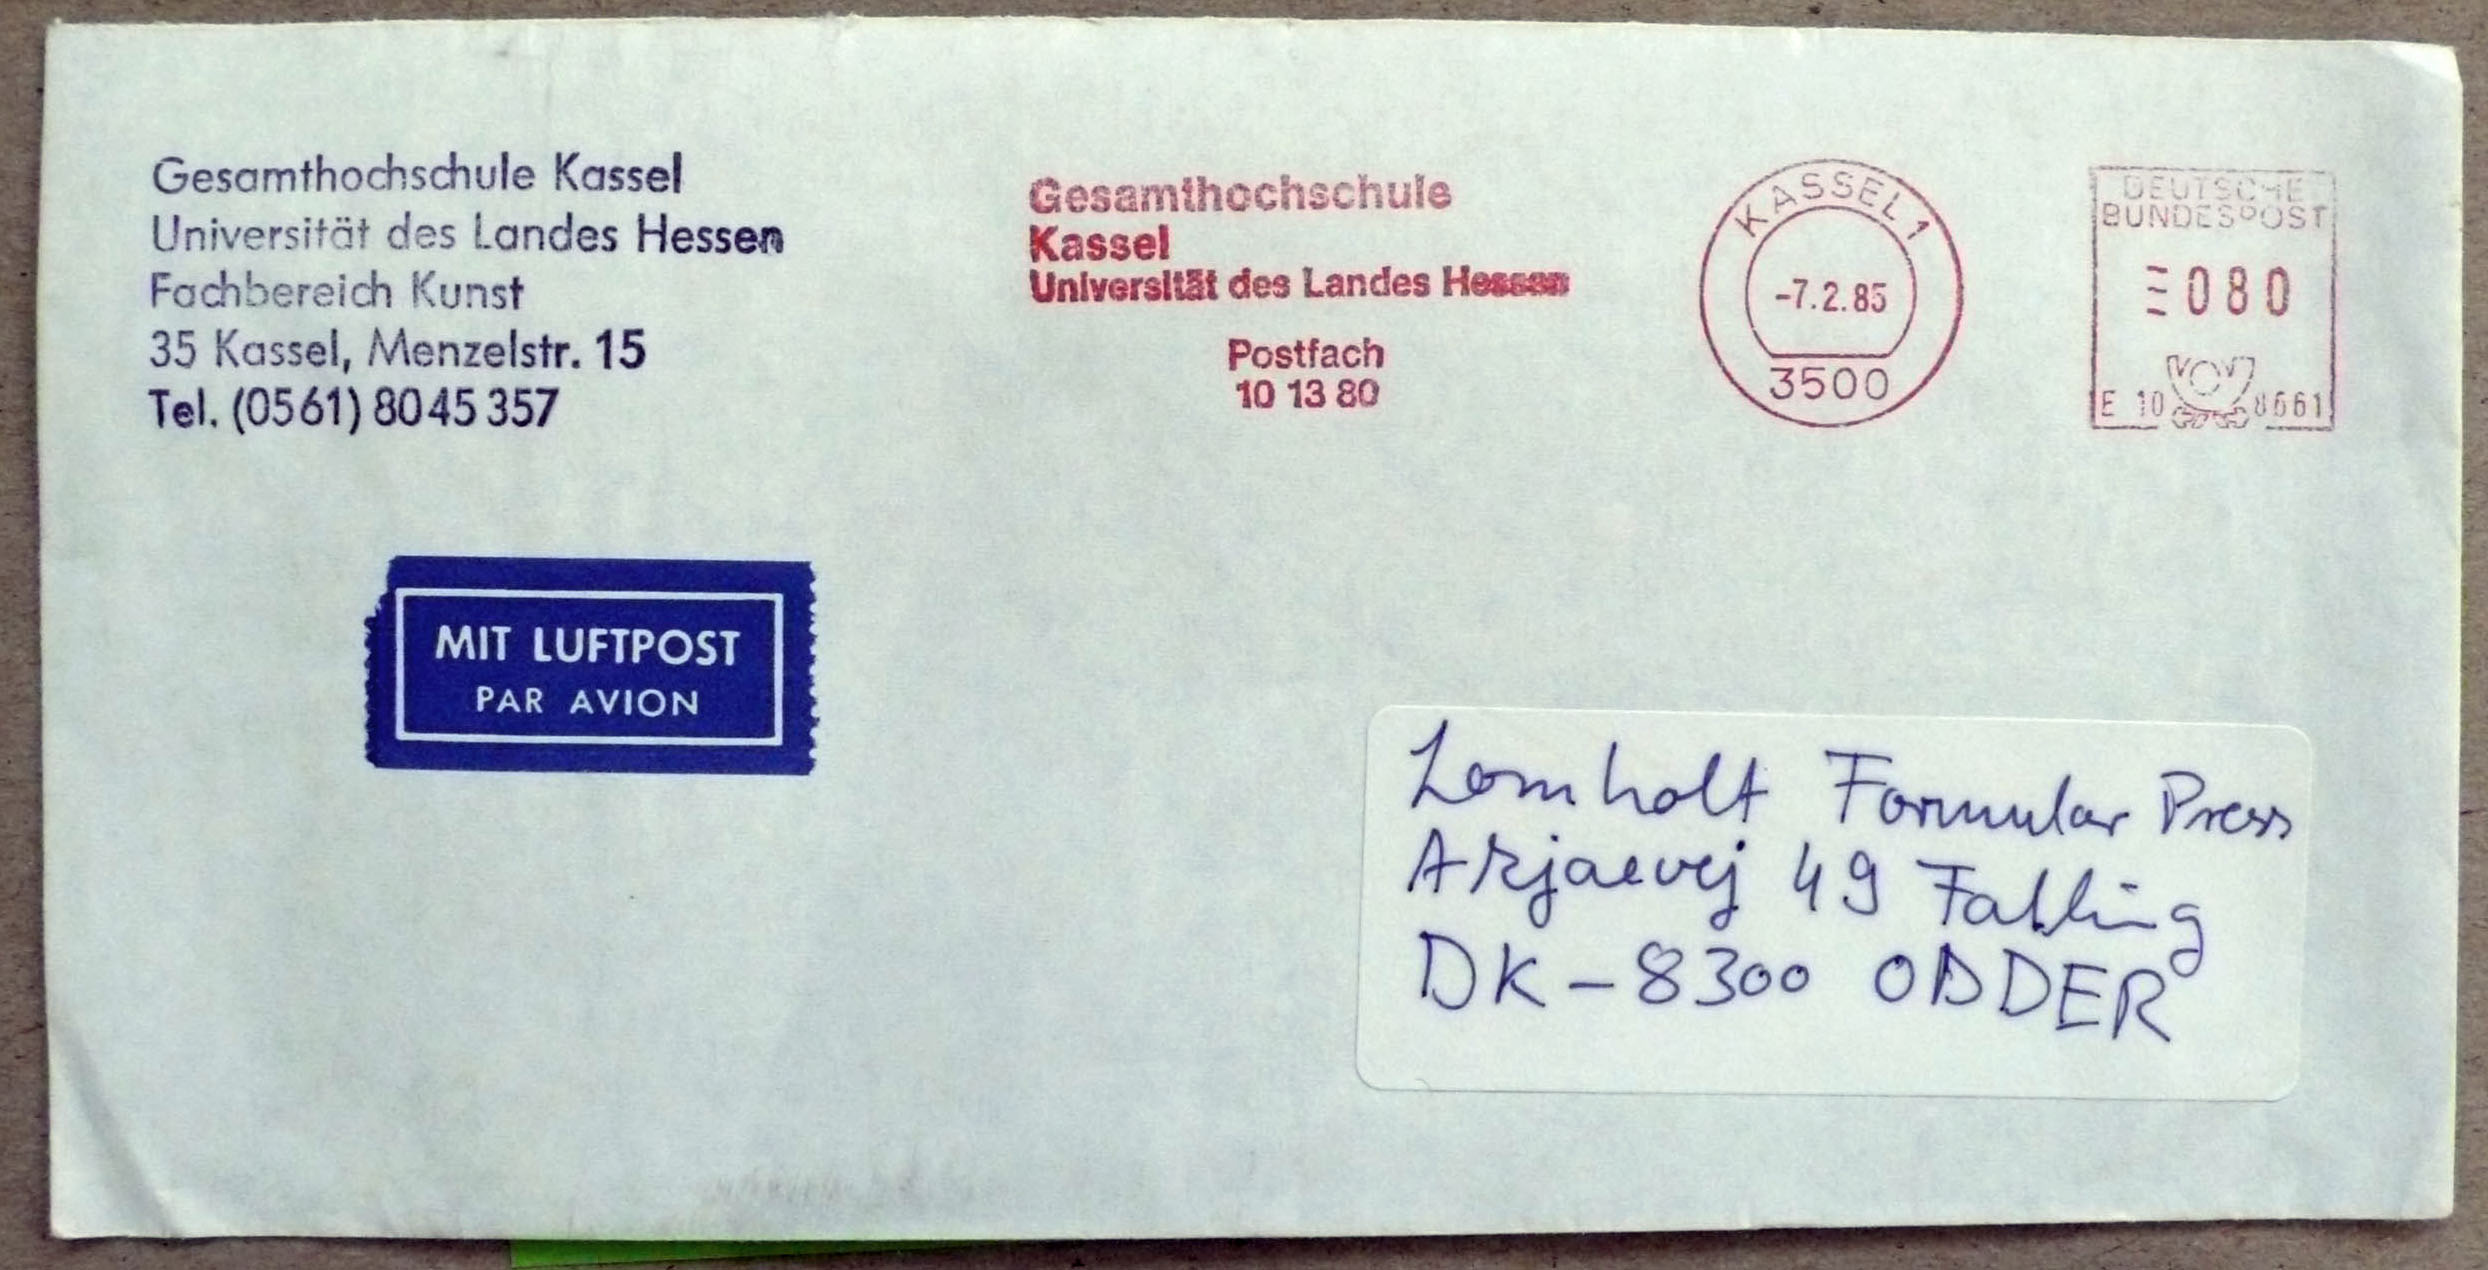 Gesamthochschule Kassel
Universität des Landes Hessen
Fachbereich Kunst
35 Kassel, Menzelstr. 15
Tel. (0561) 8045 357
Gesamthochschule
Kassel
Universität des Landes Hessen
Postfach
10 13 80
KASSEL 1
-7.2.85
3500
DEUTSCHE
BUNDESPOST
080
E 10 8661
MIT LUFTPOST
PAR AVION
Lomholt Formular Press
Arjaevej 49 Falling
DK-8300 ODDER